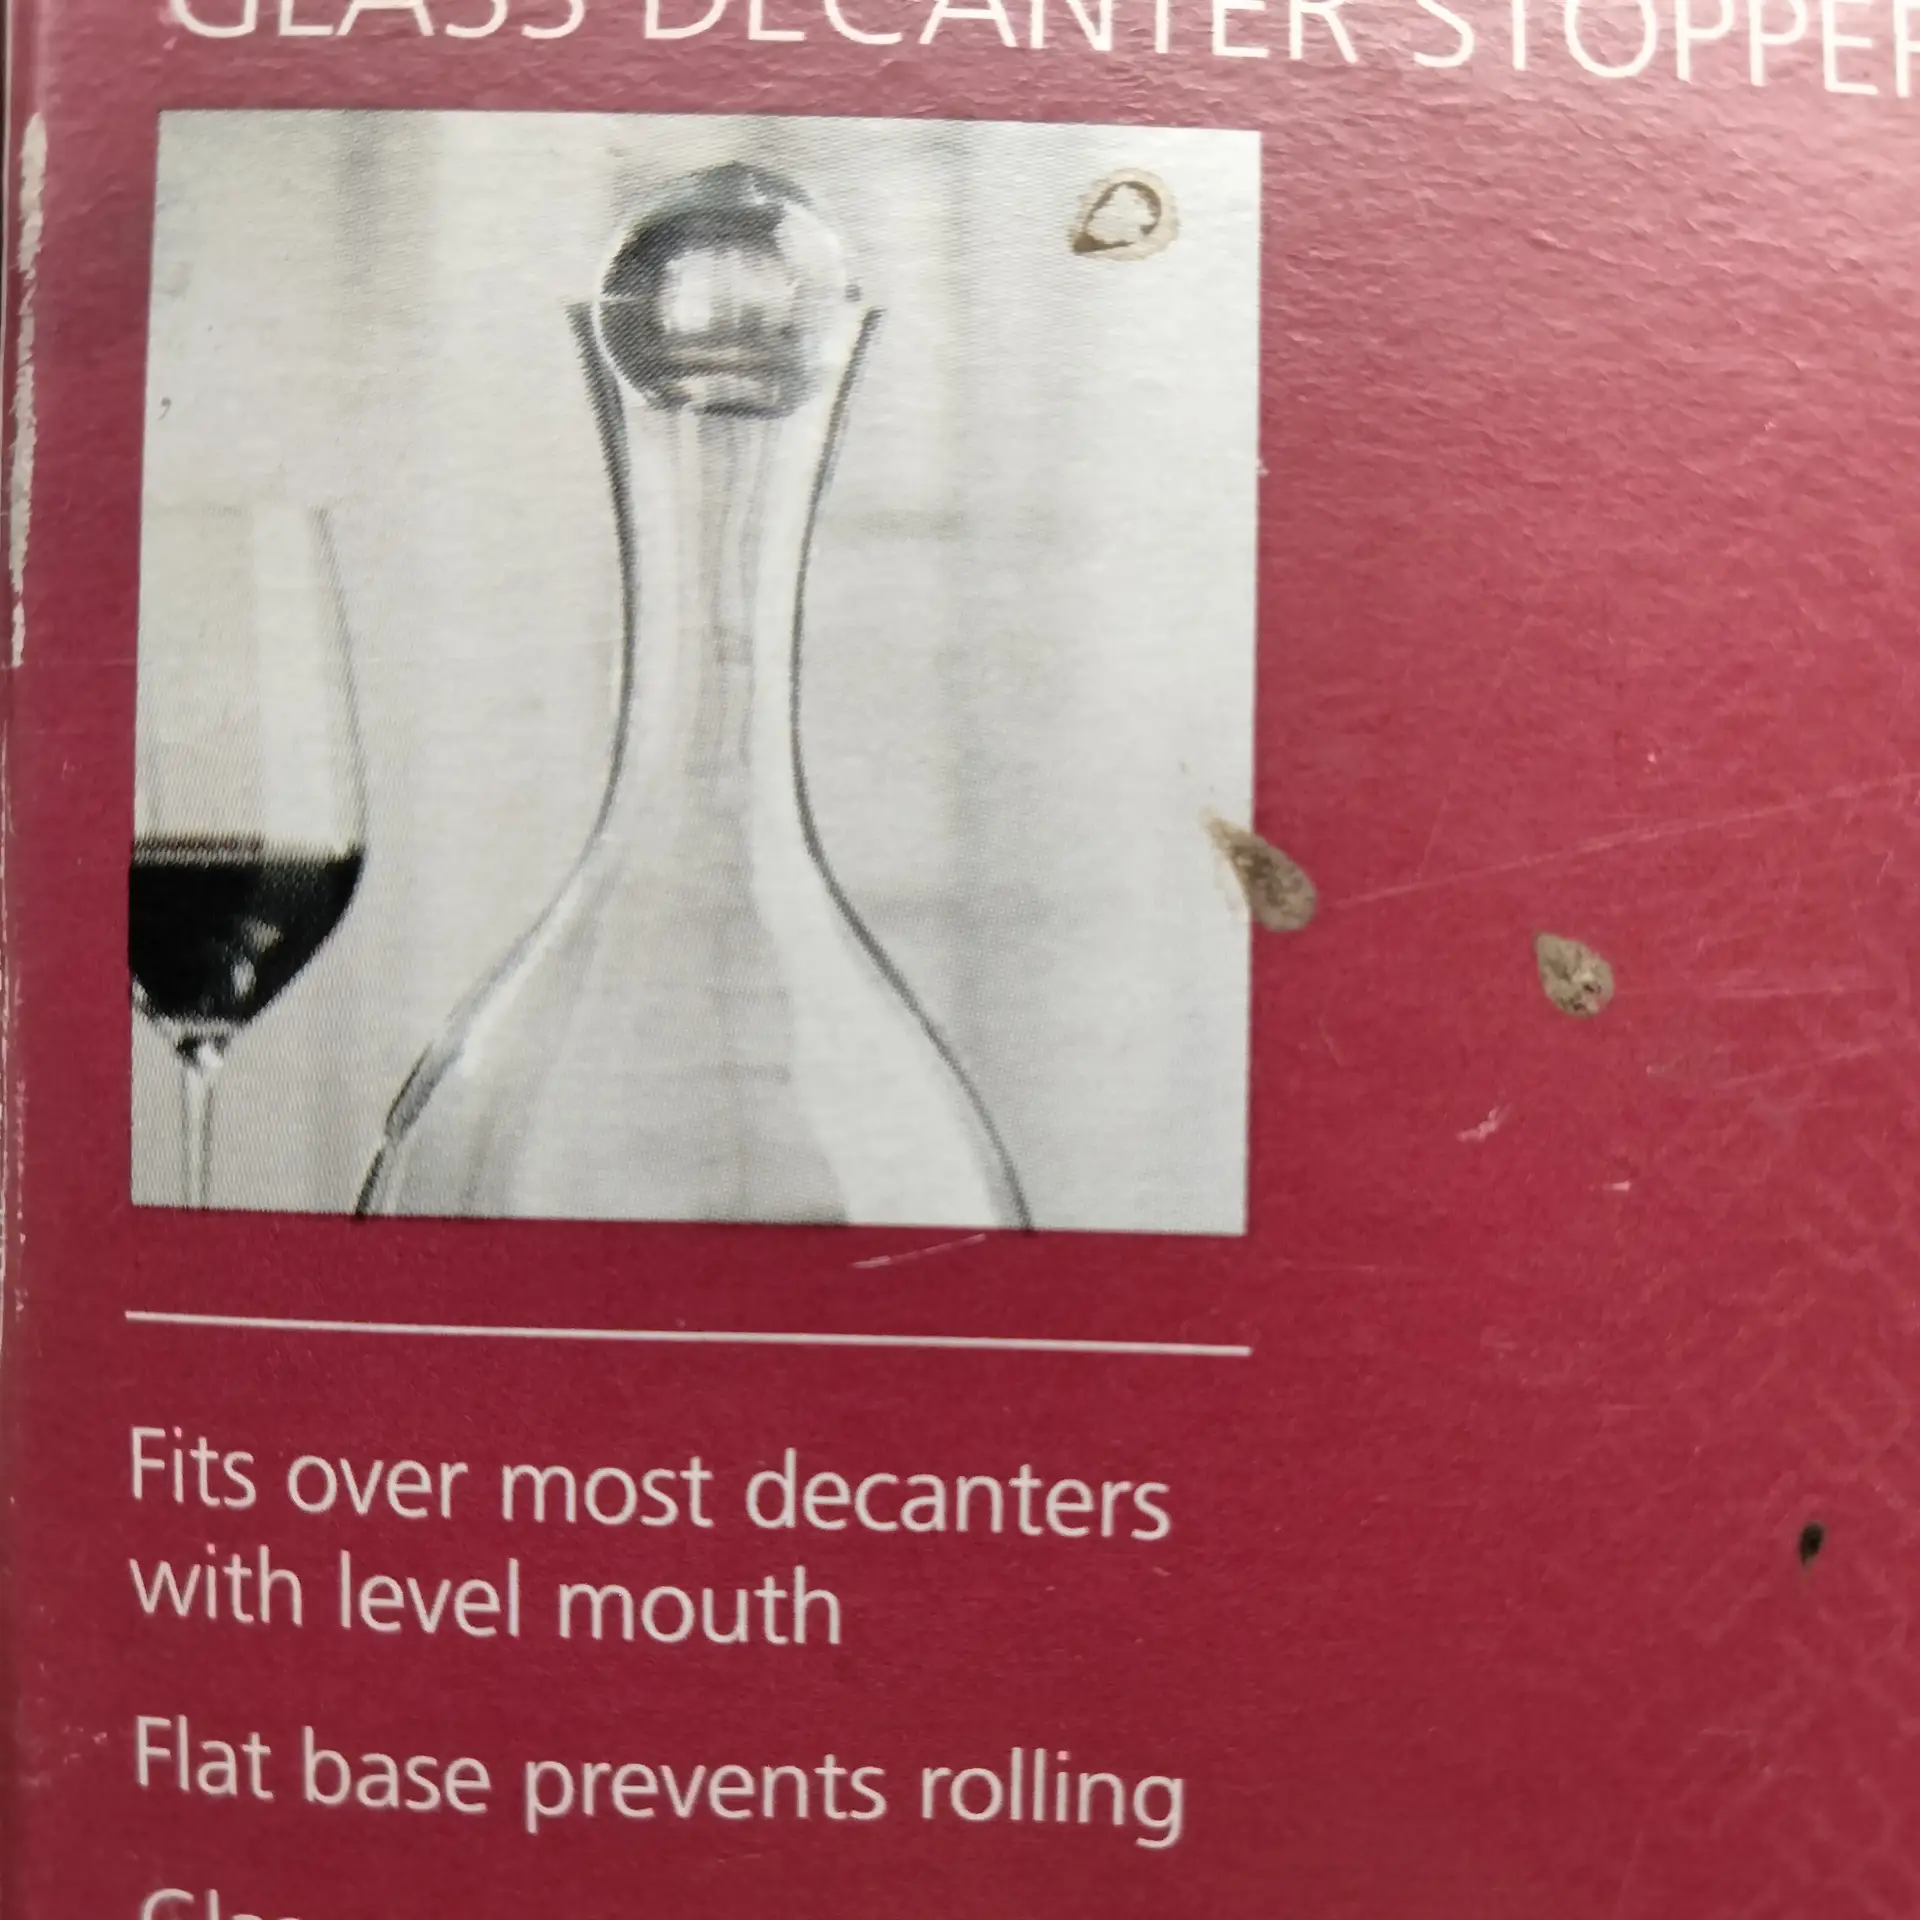 GLASS DECANTER STOPPER
Fits over most decanters
with level mouth
Flat base prevents rolling